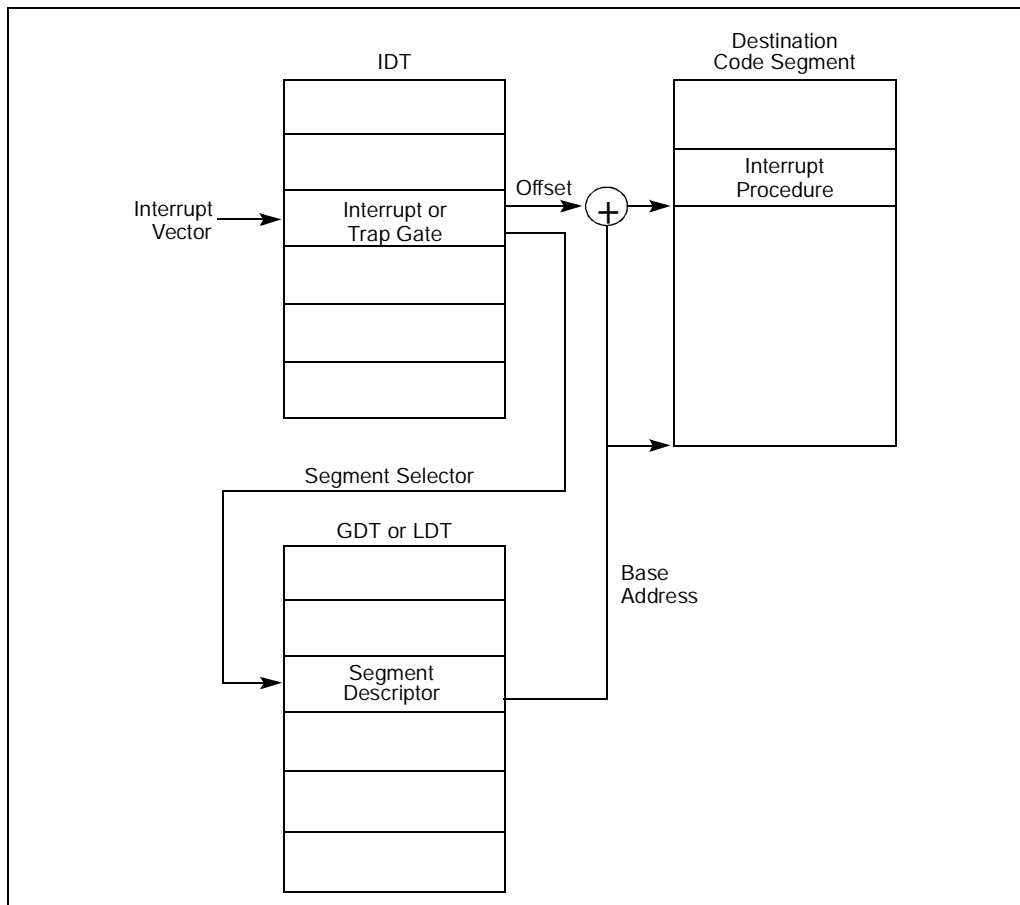 IDT
Destination
Code Segment
Interrupt
Vector
Interrupt or
Trap Gate
Offset
+
Interrupt
Procedure
Segment Selector
GDT or LDT
Base
Address
Segment
Descriptor